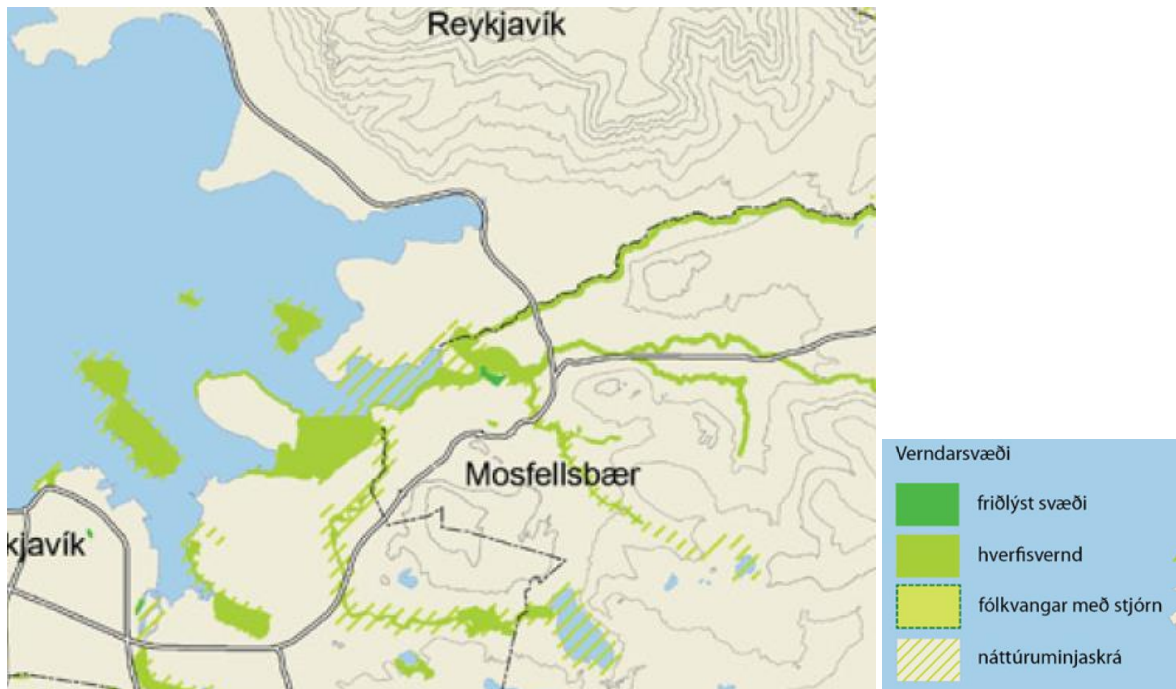 Reykjavík
Mosfellsbær
kjavík
Verndarsvæði
friðlýst svæði
hverfisvernd
fólkvangar með stjórn
náttúruminjaskrá